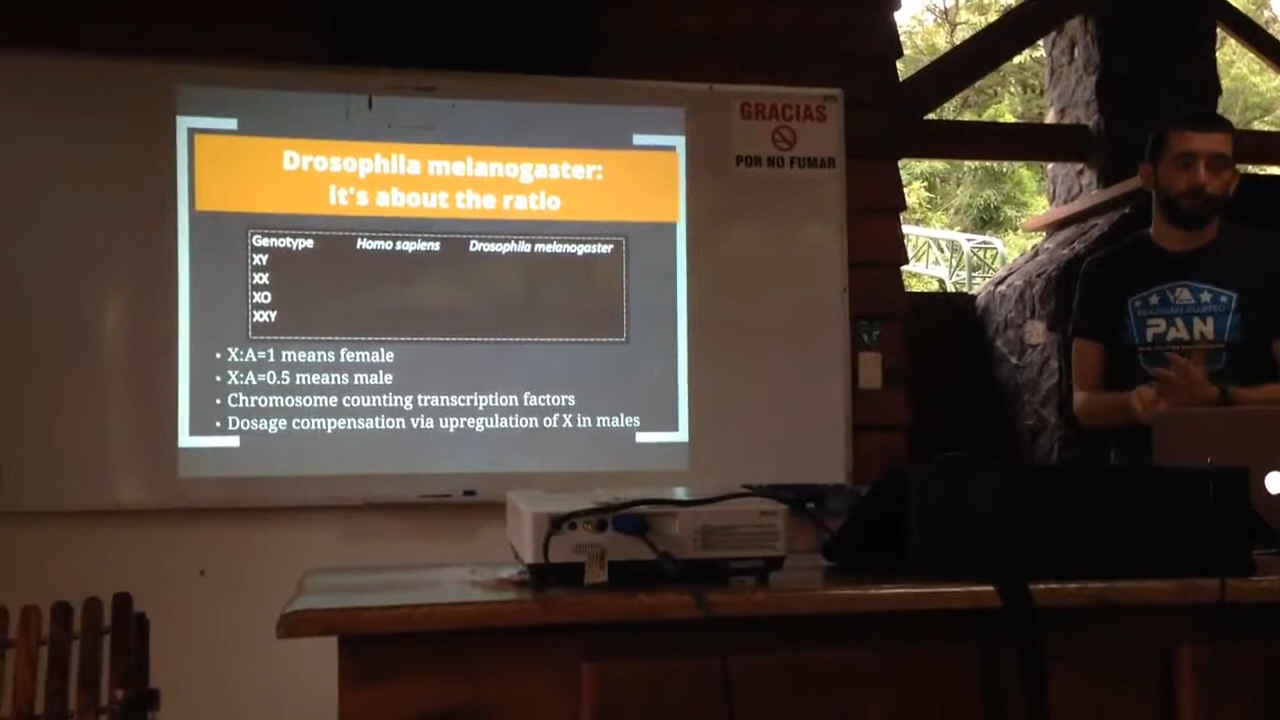 Drosophila melanogaster:
it's about the ratio
Genotype Homo sapiens Drosophila melanogaster
XY
XX
XO
XXY
• X:A=1 means female
• X:A=0.5 means male
• Chromosome counting transcription factors
• Dosage compensation via upregulation of X in males
GRACIAS
POR NO FUMAR
PAN